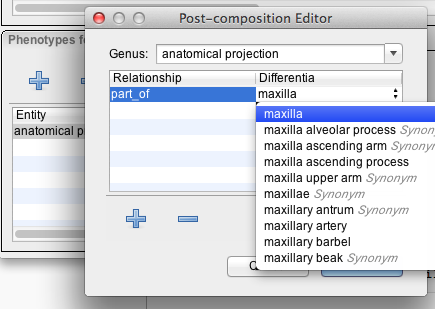 Post-composition Editor
Phenotypes fo
Genus: anatomical projection
Relationship Differentia
part_of maxilla
Entity
anatomical p
maxilla
maxilla alveolar process Synony
maxilla ascending arm Synonym
maxilla ascending process
maxilla upper arm Synonym
maxillae Synonym
maxillary antrum Synonym
maxillary artery
maxillary barbel
maxillary beak Synonym